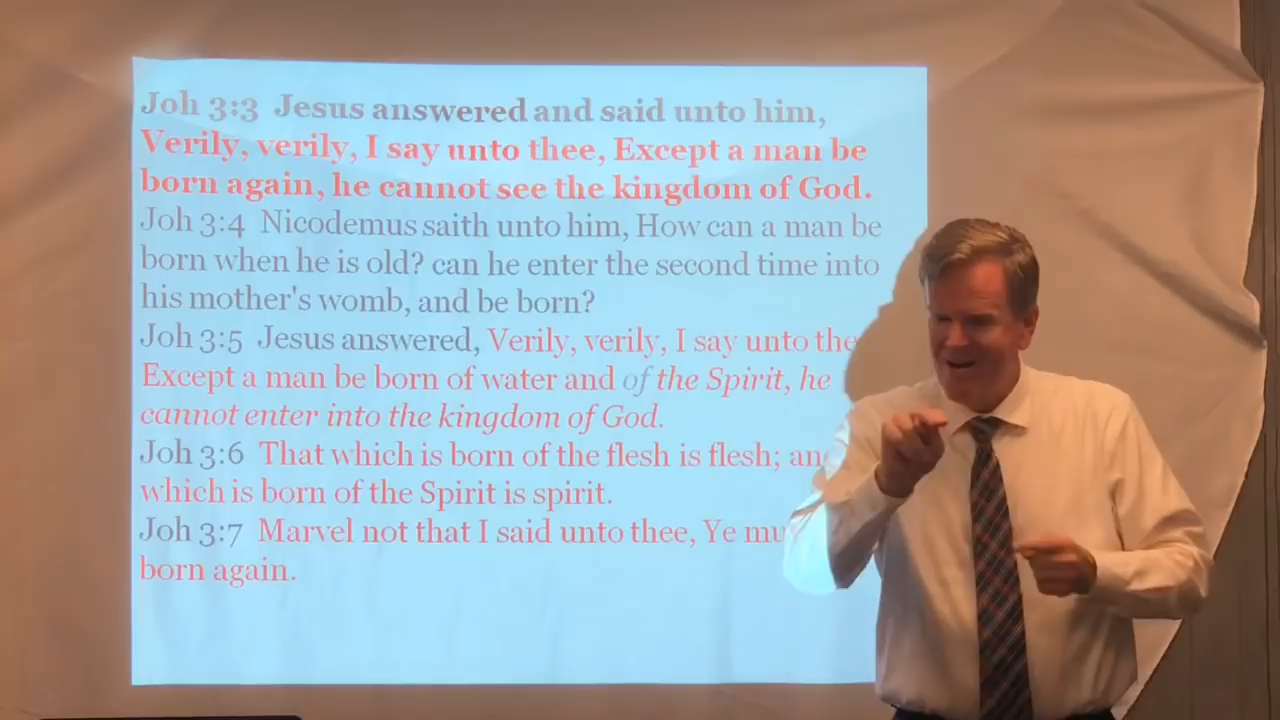 Joh 3:3 Jesus answered and said unto him,
Verily, verily, I say unto thee, Except a man be
born again, he cannot see the kingdom of God.
Joh 3:4 Nicodemus saith unto him, How can a man be
born when he is old? can he enter the second time into
his mother's womb, and be born?
Joh 3:5 Jesus answered, Verily, verily, I say unto the
Except a man be born of water and of the Spirit, he
cannot enter into the kingdom of God.
Joh 3:6 That which is born of the flesh is flesh; an
which is born of the Spirit is spirit.
Joh 3:7 Marvel not that I said unto thee, Ye mu
born again.